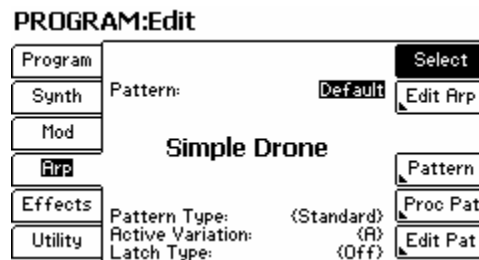 PROGRAM:Edit
Program
Synth
Mod
Arp
Effects
Utility
Pattern: Default
Simple Drone
Pattern Type: (Standard)
Active Variation: (A)
Latch Type: (Off)
Select
Edit Arp
Pattern
Proc Pat
Edit Pat